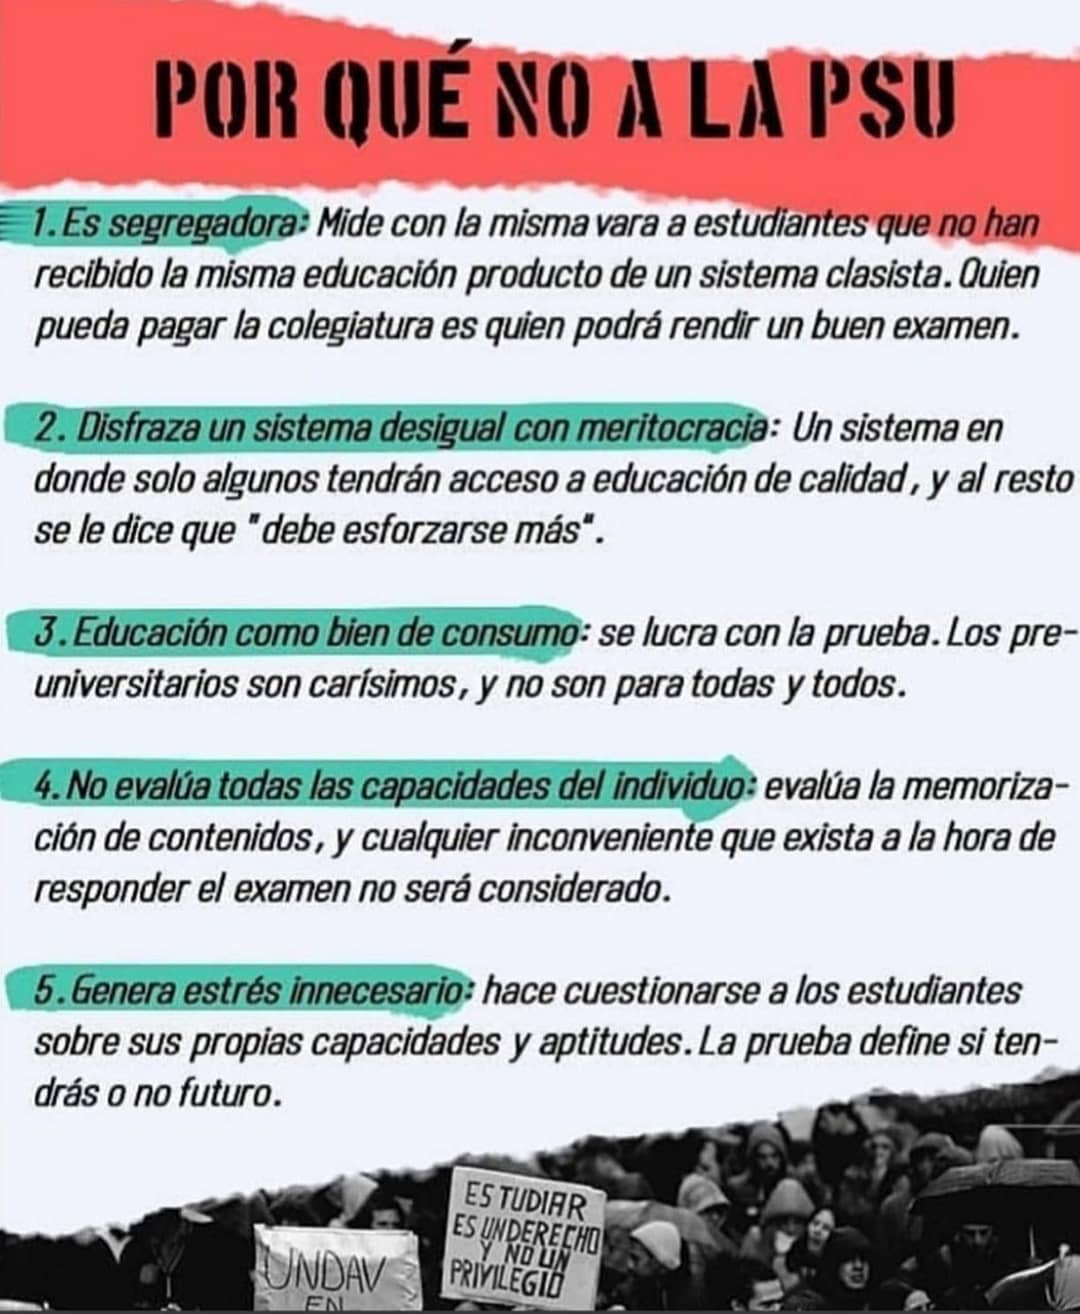 POR QUÉ NO A LA PSU
1. Es segregadora: Mide con la misma vara a estudiantes que no han
recibido la misma educación producto de un sistema clasista. Quien
pueda pagar la colegiatura es quien podrá rendir un buen examen.
2. Disfraza un sistema desigual con meritocracia: Un sistema en
donde solo algunos tendrán acceso a educación de calidad, y al resto
se le dice que "debe esforzarse más".
3. Educación como bien de consumo: se lucra con la prueba. Los pre-
universitarios son carísimos, y no son para todas y todos.
4. No evalúa todas las capacidades del individuo: evalúa la memoriza-
ción de contenidos, y cualquier inconveniente que exista a la hora de
responder el examen no será considerado.
5. Genera estrés innecesario: hace cuestionarse a los estudiantes
sobre sus propias capacidades y aptitudes. La prueba define si ten-
drás o no futuro.
ESTUDIAR
ES UN DERECHO
Y NO UN
PRIVILEGIO
UNDAV
EN